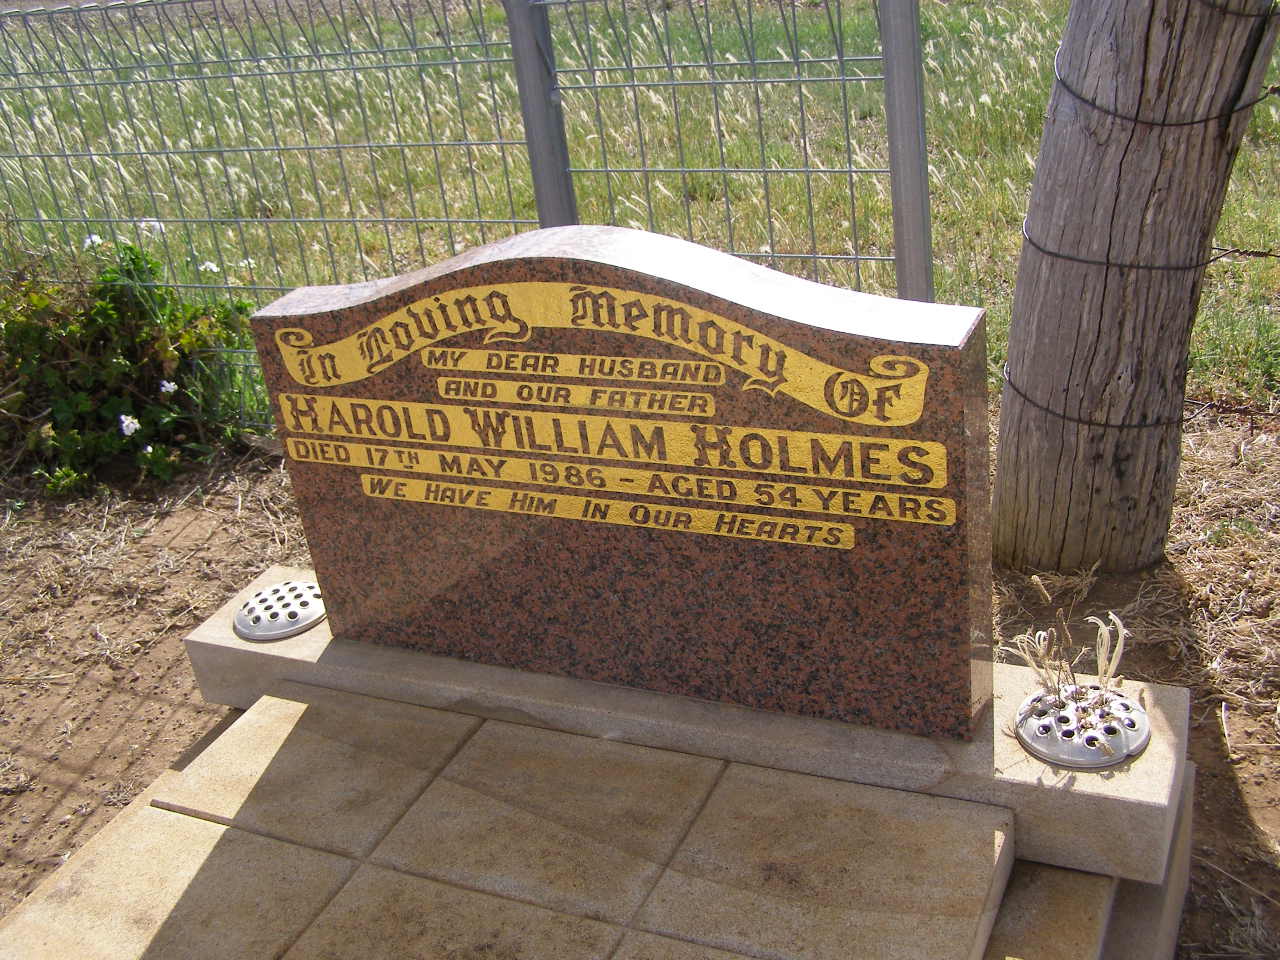 In Loving Memory Of
MY DEAR HUSBAND
AND OUR FATHER
HAROLD WILLIAM HOLMES
DIED 17TH MAY 1986 - AGED 54 YEARS
WE HAVE HIM IN OUR HEARTS